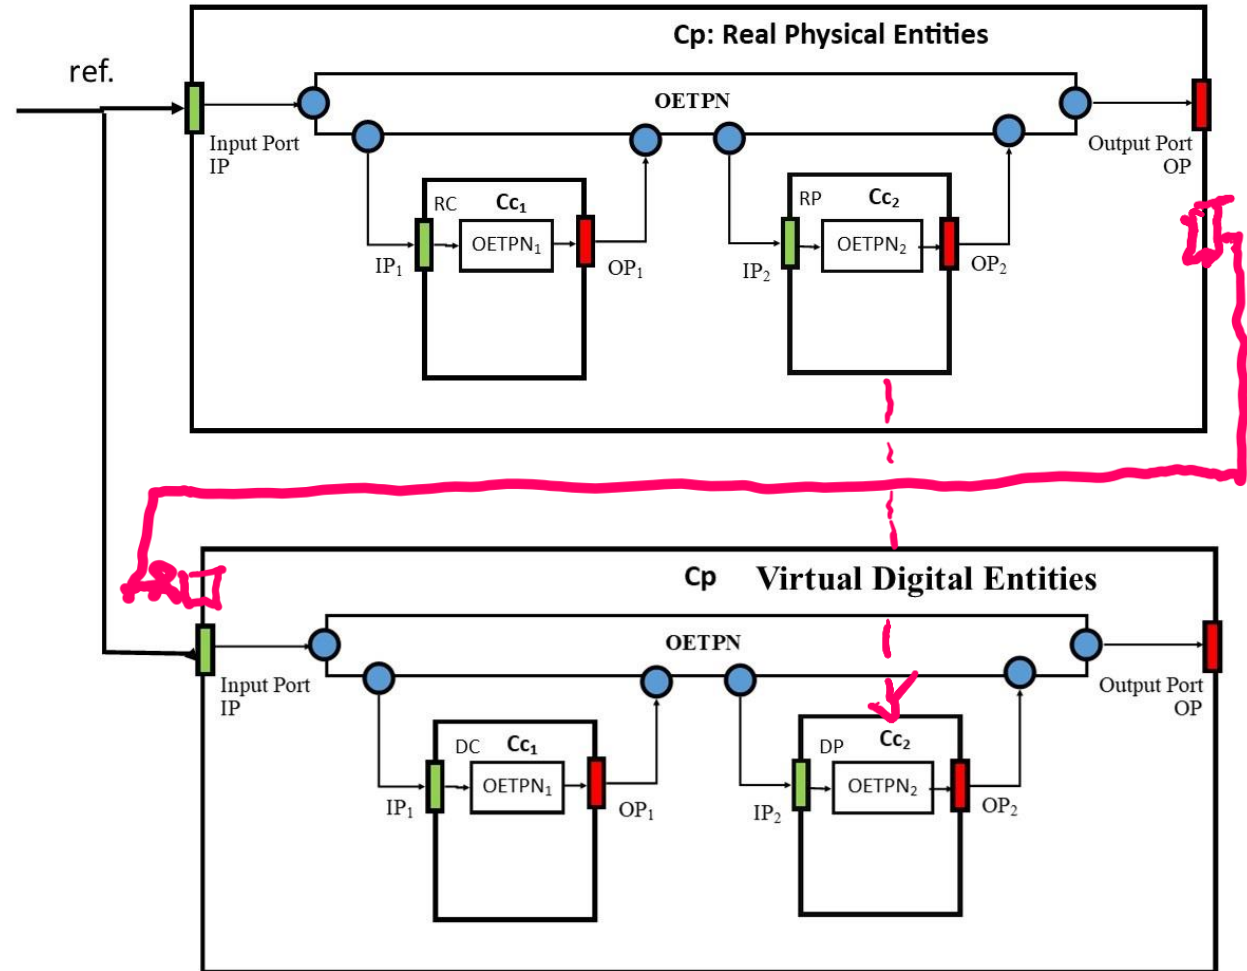 Cp: Real Physical Entities
ref.
OETPN
Input Port
IP
Output Port
OP
RC Cc1
OETPN1
IP1
OP1
RP Cc2
OETPN2
IP2
OP2
Cp Virtual Digital Entities
OETPN
Input Port
IP
Output Port
OP
DC Cc1
OETPN1
IP1
OP1
DP Cc2
OETPN2
IP2
OP2